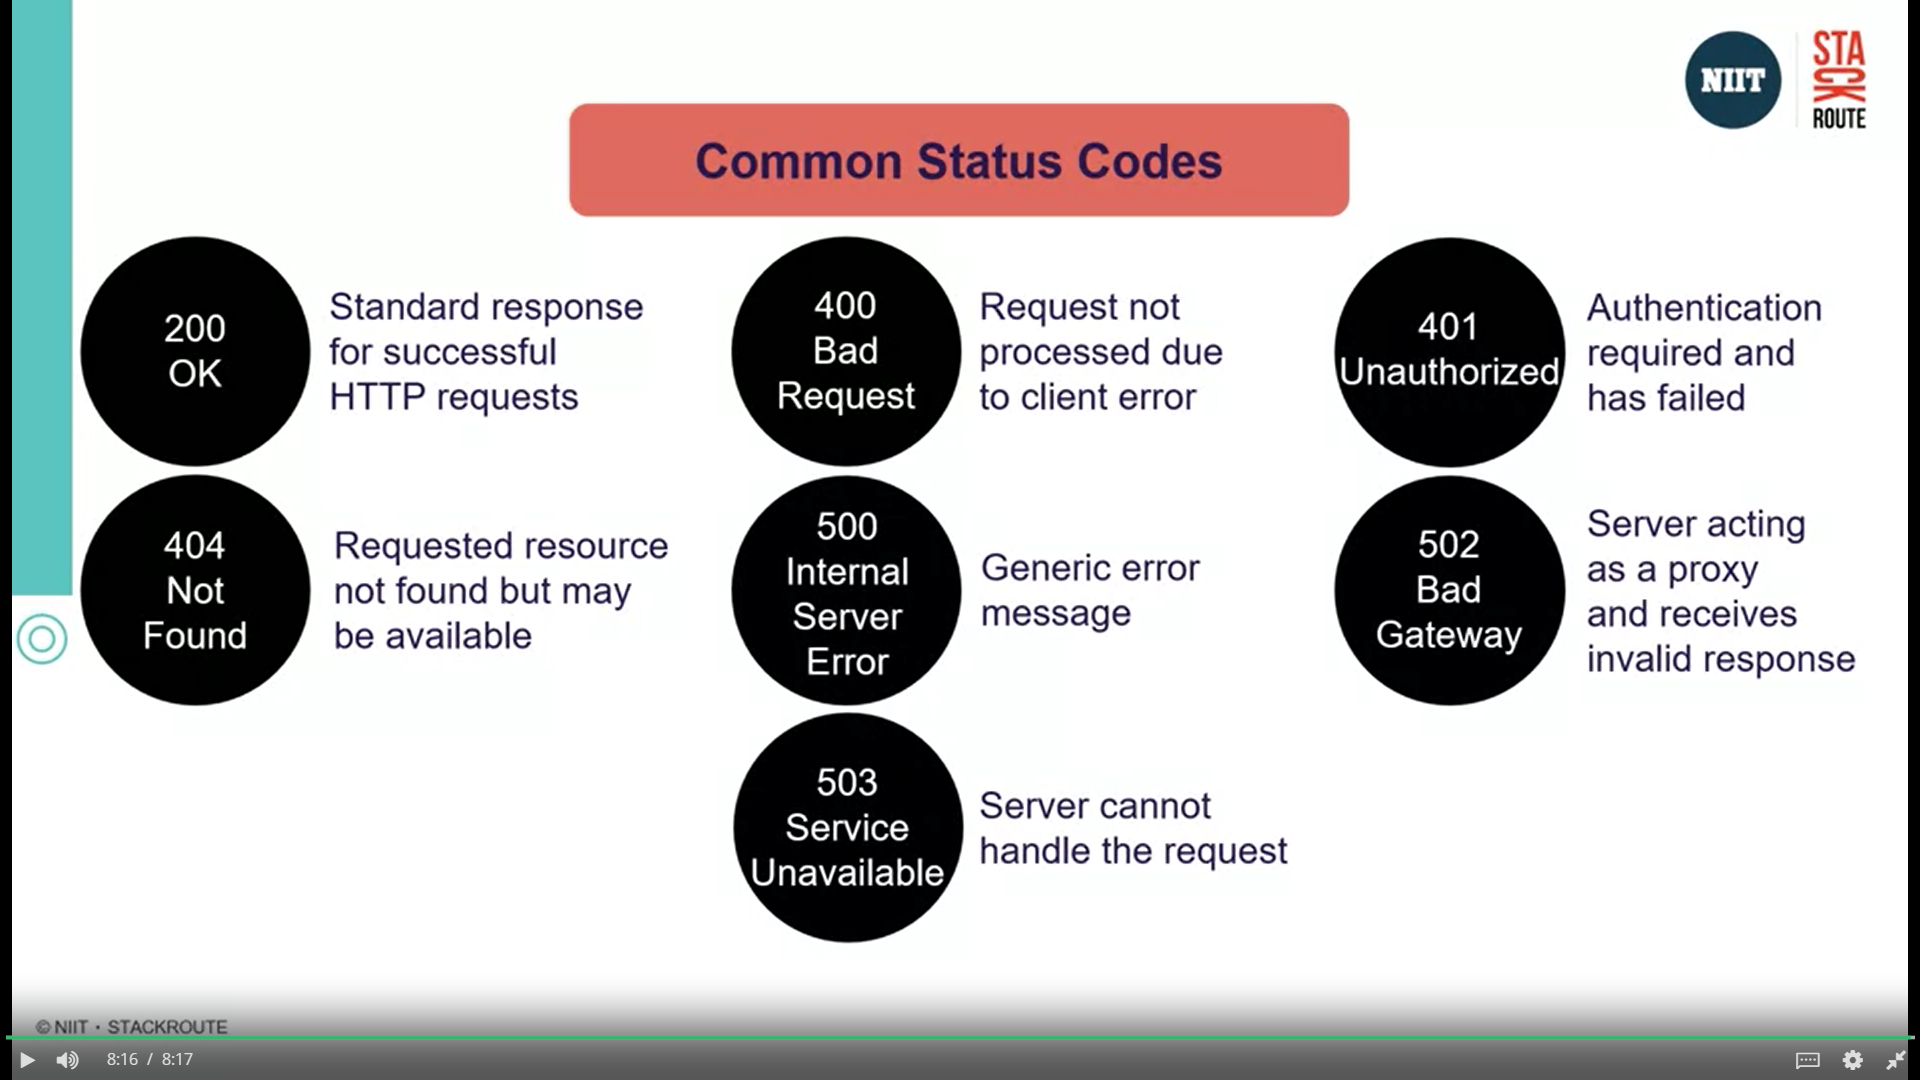 NIIT
STA
CK
ROUTE
Common Status Codes
200
OK
Standard response
for successful
HTTP requests
400
Bad
Request
Request not
processed due
to client error
401
Unauthorized
Authentication
required and
has failed
404
Not
Found
Requested resource
not found but may
be available
500
Internal
Server
Error
Generic error
message
502
Bad
Gateway
Server acting
as a proxy
and receives
invalid response
503
Service
Unavailable
Server cannot
handle the request
© NIIT · STACKROUTE
8:16 / 8:17